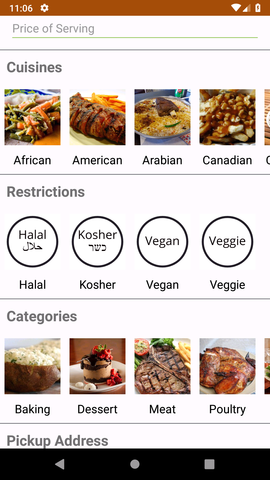 11:06
Price of Serving
Cuisines
African American Arabian Canadian
Restrictions
Halal Kosher Vegan Veggie
حلال כשר
Halal Kosher Vegan Veggie
Categories
Baking Dessert Meat Poultry
Pickup Address